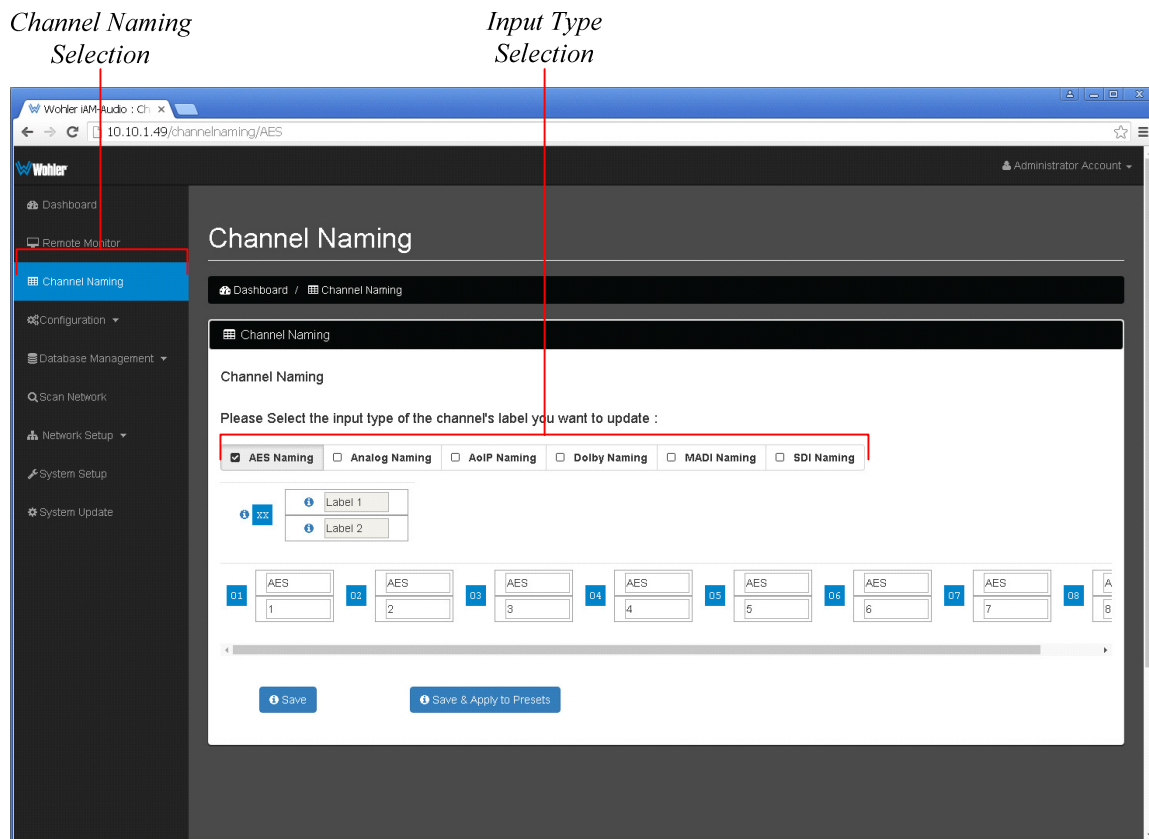 Channel Naming
Selection
Input Type
Selection
Wohler iAM-Audio : Ch
10.10.1.49/channelnaming/AES
Wohler
Administrator Account
Dashboard
Remote Monitor
Channel Naming
Configuration
Database Management
Scan Network
Network Setup
System Setup
System Update
Channel Naming
Dashboard / Channel Naming
Channel Naming
Channel Naming
Please Select the input type of the channel's label you want to update :
AES Naming Analog Naming AoIP Naming Dolby Naming MADI Naming SDI Naming
XX
Label 1
Label 2
01 AES 02 AES 03 AES 04 AES 05 AES 06 AES 07 AES 08 A
1 2 3 4 5 6 7 8
Save Save & Apply to Presets